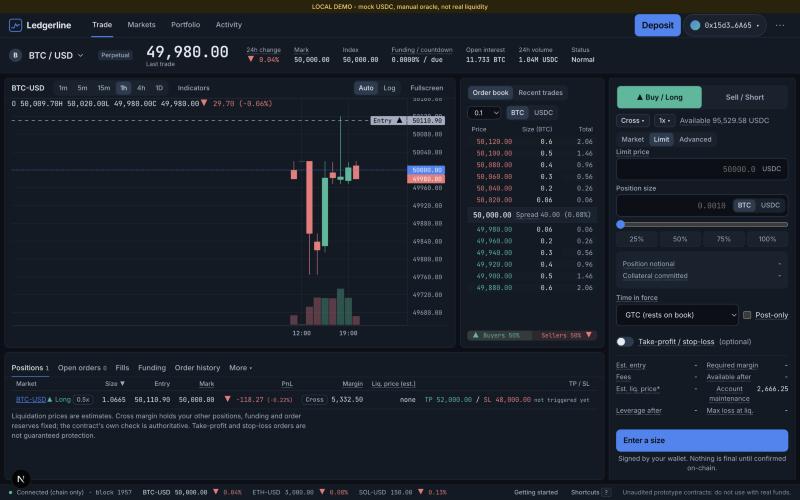 LOCAL DEMO - mock USDC, manual oracle, not real liquidity
Ledgerline Trade Markets Portfolio Activity Deposit 0x15d3…6A65
B BTC / USD Perpetual 49,980.00 Last trade
24h change ▼ 0.04% Mark 50,000.00 Index 50,000.00 Funding / countdown 0.0000% / due Open interest 11.733 BTC 24h volume 1.04M USDC Status Normal
BTC-USD 1m 5m 15m 1h 4h 1D Indicators Auto Log Fullscreen
O 50,009.70H 50,020.00L 49,980.00C 49,980.00▼ 29.70 (-0.06%)
Entry ▲ 50110.90
50080.00
50040.00
50000.00
49980.00
49960.00
49920.00
49880.00
49840.00
49800.00
49760.00
49720.00
49680.00
12:00 19:00
Order book Recent trades
0.1 BTC USDC
Price Size (BTC) Total
50,120.00 0.6 2.06
50,100.00 0.5 1.46
50,080.00 0.4 0.96
50,060.00 0.3 0.56
50,040.00 0.2 0.26
50,020.00 0.06 0.06
50,000.00 Spread 40.00 (0.08%)
49,980.00 0.06 0.06
49,960.00 0.2 0.26
49,940.00 0.3 0.56
49,920.00 0.4 0.96
49,900.00 0.5 1.46
49,880.00 0.6 2.06
▲ Buyers 50% Sellers 50% ▼
▲ Buy / Long Sell / Short
Cross 1x Available 95,529.58 USDC
Market Limit Advanced
Limit price
50000.0 USDC
Position size
0.0010 BTC USDC
25% 50% 75% 100%
Position notional -
Collateral committed -
Time in force
GTC (rests on book) Post-only
Take-profit / stop-loss (optional)
Est. entry - Required margin -
Fees - Available after -
Est. liq. price* - Account maintenance 2,666.25
Leverage after - Max loss at liq. -
Enter a size
Signed by your wallet. Nothing is final until confirmed on-chain.
Positions 1 Open orders 0 Fills Funding Order history More
Market Size ▼ Entry Mark PnL Margin Liq. price (est.) TP / SL
BTC-USD ▲ Long 0.5x 1.0665 50,110.90 50,000.00 ▼ -118.27 (-0.22%) Cross 5,332.50 none TP 52,000.00 / SL 48,000.00 not triggered yet
Liquidation prices are estimates. Cross margin holds your other positions, funding and order
reserves fixed; the contract's own check is authoritative. Take-profit and stop-loss orders are
not guaranteed protection.
N
Connected (chain only) · block 1957 BTC-USD 50,000.00 ▼ 0.04% ETH-USD 3,000.00 ▼ 0.08% SOL-USD 150.00 ▼ 0.13% Getting started Shortcuts ? Unaudited prototype contracts: do not use with real funds.